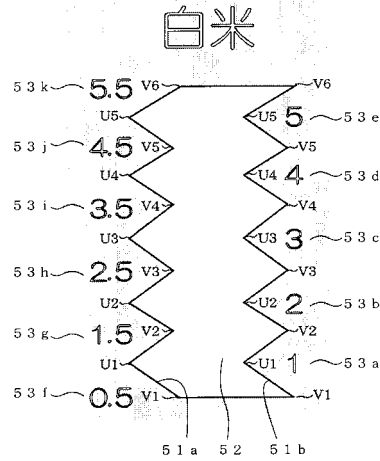 白米
53k 5.5 V6 V6
U5 U5 5 53e
53j 4.5 V5 V5
U4 U4 4 53d
53i 3.5 V4 V4
U3 U3 3 53c
53h 2.5 V3 V3
U2 U2 2 53b
53g 1.5 V2 V2
U1 U1 1 53a
53f 0.5 V1 V1
51a 52 51b